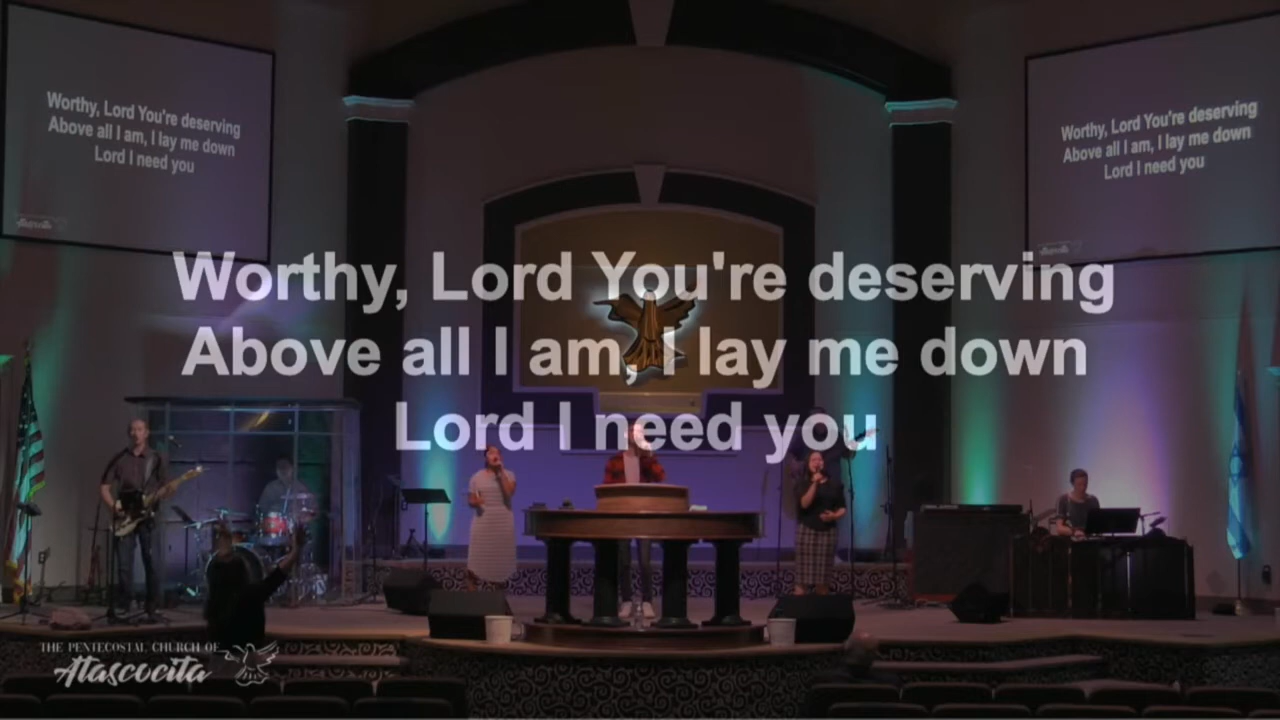 Worthy, Lord You're deserving
Above all I am, I lay me down
Lord I need you
Worthy, Lord You're deserving
Above all I am, I lay me down
Lord I need you
Worthy, Lord You're deserving
Above all I am, I lay me down
Lord I need you
THE PENTECOSTAL CHURCH OF
Atascocita